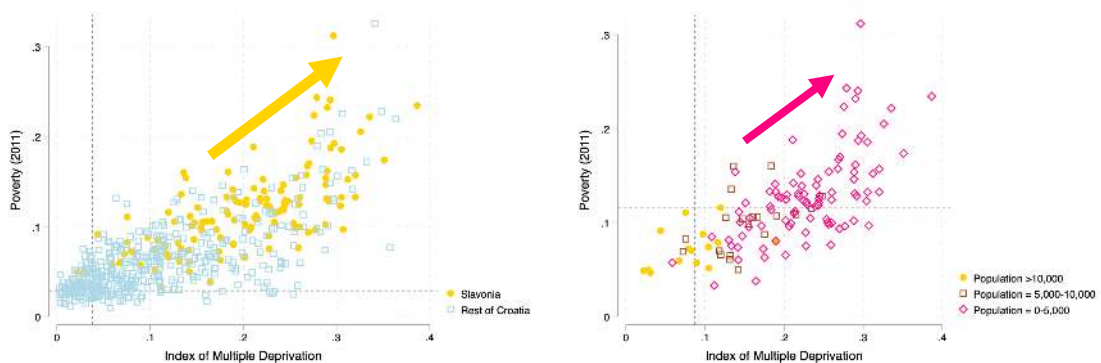 Poverty (2011)
.3
.2
.1
0
0 .1 .2 .3 .4
Index of Multiple Deprivation
Slavonia
Rest of Croatia
Poverty (2011)
.3
.2
.1
0
0 .1 .2 .3 .4
Index of Multiple Deprivation
Population >10,000
Population = 5,000-10,000
Population = 0-5,000